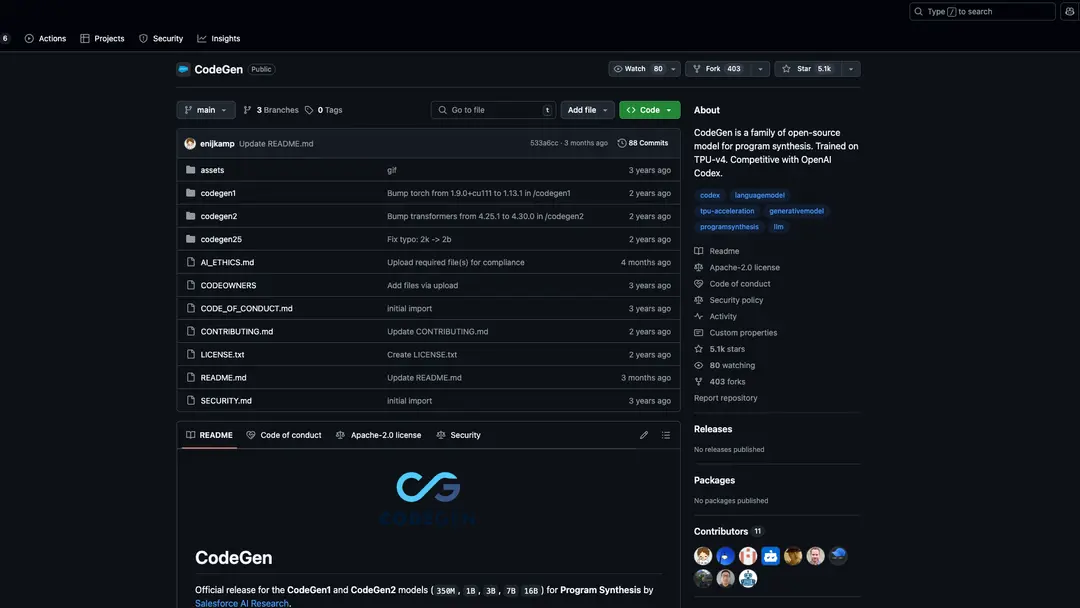 Type / to search
6 Actions Projects Security Insights
CodeGen Public
Watch 80 Fork 403 Star 5.1k
main 3 Branches 0 Tags Go to file t Add file Code
enijkamp Update README.md 533a6cc · 3 months ago 88 Commits
assets gif 3 years ago
codegen1 Bump torch from 1.9.0+cu111 to 1.13.1 in /codegen1 2 years ago
codegen2 Bump transformers from 4.25.1 to 4.30.0 in /codegen2 2 years ago
codegen25 Fix typo: 2k -> 2b 2 years ago
AI_ETHICS.md Upload required file(s) for compliance 4 months ago
CODEOWNERS Add files via upload 3 years ago
CODE_OF_CONDUCT.md initial import 3 years ago
CONTRIBUTING.md Update CONTRIBUTING.md 2 years ago
LICENSE.txt Create LICENSE.txt 2 years ago
README.md Update README.md 3 months ago
SECURITY.md initial import 3 years ago
README Code of conduct Apache-2.0 license Security
CODEGEN
CodeGen
Official release for the CodeGen1 and CodeGen2 models ( 350M, 1B, 3B, 7B 16B ) for Program Synthesis by
Salesforce AI Research.
About
CodeGen is a family of open-source
model for program synthesis. Trained on
TPU-v4. Competitive with OpenAI
Codex.
codex languagemodel
tpu-acceleration generativemodel
programsynthesis llm
Readme
Apache-2.0 license
Code of conduct
Security policy
Activity
Custom properties
5.1k stars
80 watching
403 forks
Report repository
Releases
No releases published
Packages
No packages published
Contributors 11